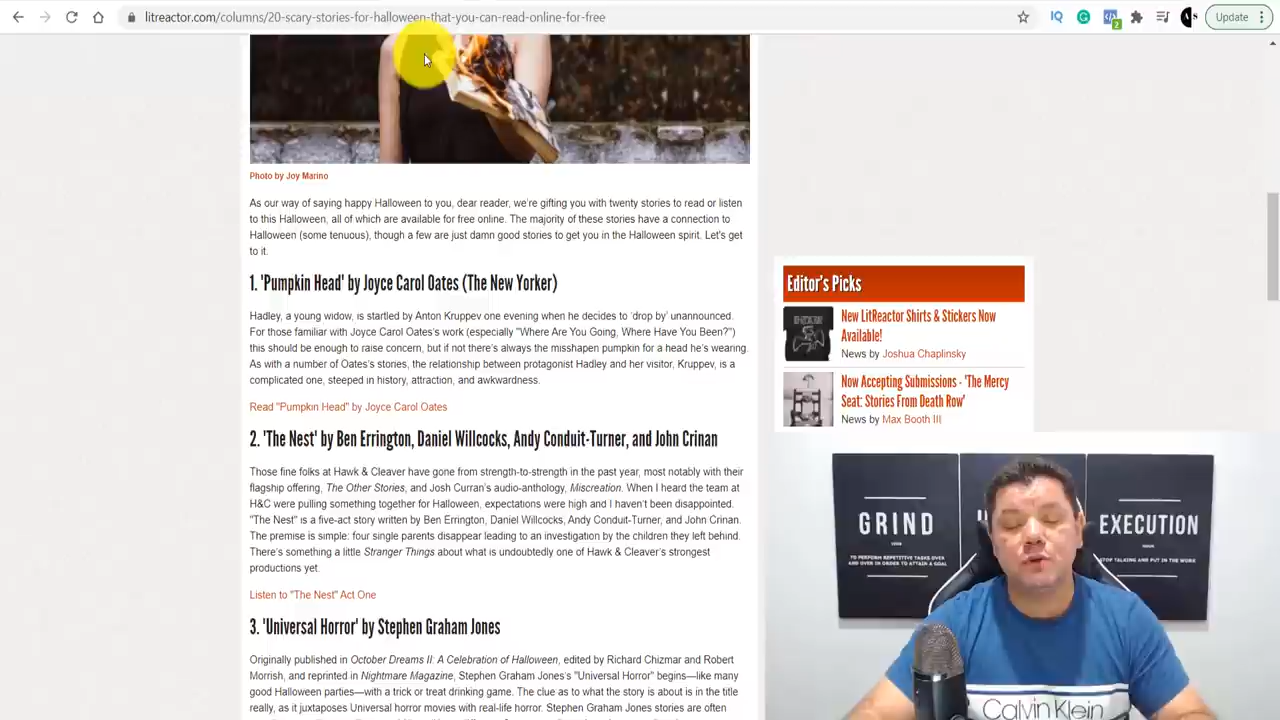 litreactor.com/columns/20-scary-stories-for-halloween-that-you-can-read-online-for-free
Update
2
Photo by Joy Marino
As our way of saying happy Halloween to you, dear reader, we're gifting you with twenty stories to read or listen
to this Halloween, all of which are available for free online. The majority of these stories have a connection to
Halloween (some tenuous), though a few are just damn good stories to get you in the Halloween spirit. Let's get
to it.
1. 'Pumpkin Head' by Joyce Carol Oates (The New Yorker)
Hadley, a young widow, is startled by Anton Kruppev one evening when he decides to 'drop by' unannounced.
For those familiar with Joyce Carol Oates's work (especially "Where Are You Going, Where Have You Been?")
this should be enough to raise concern, but if not there's always the misshapen pumpkin for a head he's wearing.
As with a number of Oates's stories, the relationship between protagonist Hadley and her visitor, Kruppev, is a
complicated one, steeped in history, attraction, and awkwardness.
Read "Pumpkin Head" by Joyce Carol Oates
2. 'The Nest' by Ben Errington, Daniel Willcocks, Andy Conduit-Turner, and John Crinan
Those fine folks at Hawk & Cleaver have gone from strength-to-strength in the past year, most notably with their
flagship offering, The Other Stories, and Josh Curran's audio-anthology, Miscreation. When I heard the team at
H&C were pulling something together for Halloween, expectations were high and I haven't been disappointed.
"The Nest" is a five-act story written by Ben Errington, Daniel Willcocks, Andy Conduit-Turner, and John Crinan.
The premise is simple: four single parents disappear leading to an investigation by the children they left behind.
There's something a little Stranger Things about what is undoubtedly one of Hawk & Cleaver's strongest
productions yet.
Listen to "The Nest" Act One
3. 'Universal Horror' by Stephen Graham Jones
Originally published in October Dreams II: A Celebration of Halloween, edited by Richard Chizmar and Robert
Morrish, and reprinted in Nightmare Magazine, Stephen Graham Jones's "Universal Horror" begins—like many
good Halloween parties—with a trick or treat drinking game. The clue as to what the story is about is in the title
really, as it juxtaposes Universal horror movies with real-life horror. Stephen Graham Jones stories are often
Editor's Picks
New LitReactor Shirts & Stickers Now
Available!
News by Joshua Chaplinsky
Now Accepting Submissions - 'The Mercy
Seat: Stories From Death Row'
News by Max Booth III
GRIND
TO PERFORM REPETITIVE TASKS OVER
AND OVER IN ORDER TO ATTAIN A GOAL
EXECUTION
STOP TALKING AND PUT IN THE WORK
Calvin Klein